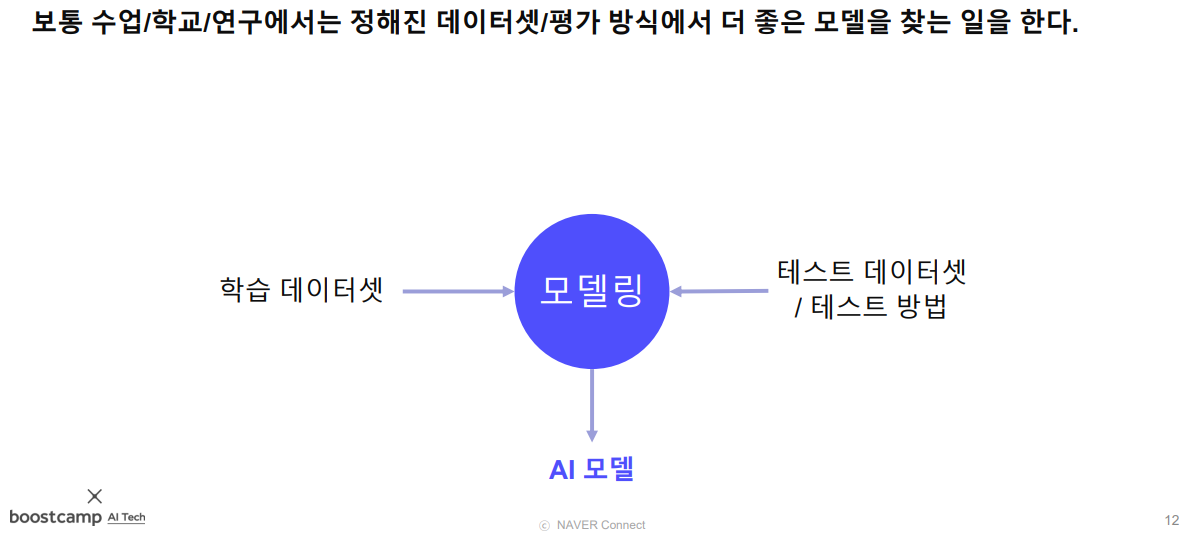 보통 수업/학교/연구에서는 정해진 데이터셋/평가 방식에서 더 좋은 모델을 찾는 일을 한다.
학습 데이터셋
모델링
테스트 데이터셋
/ 테스트 방법
AI 모델
boostcamp AI Tech
ⓒ NAVER Connect
12